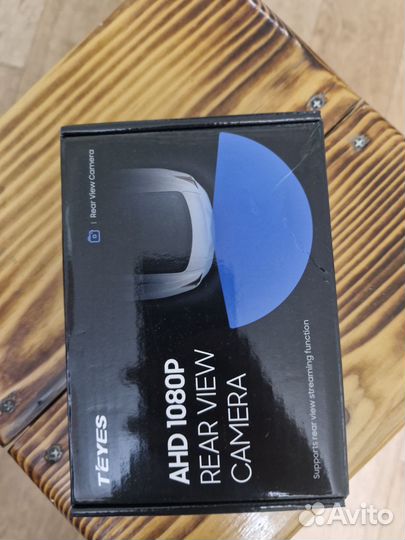 TEYES
AHD 1080P
REAR VIEW
CAMERA
Supports rear view streaming function
Rear View Camera
Avito